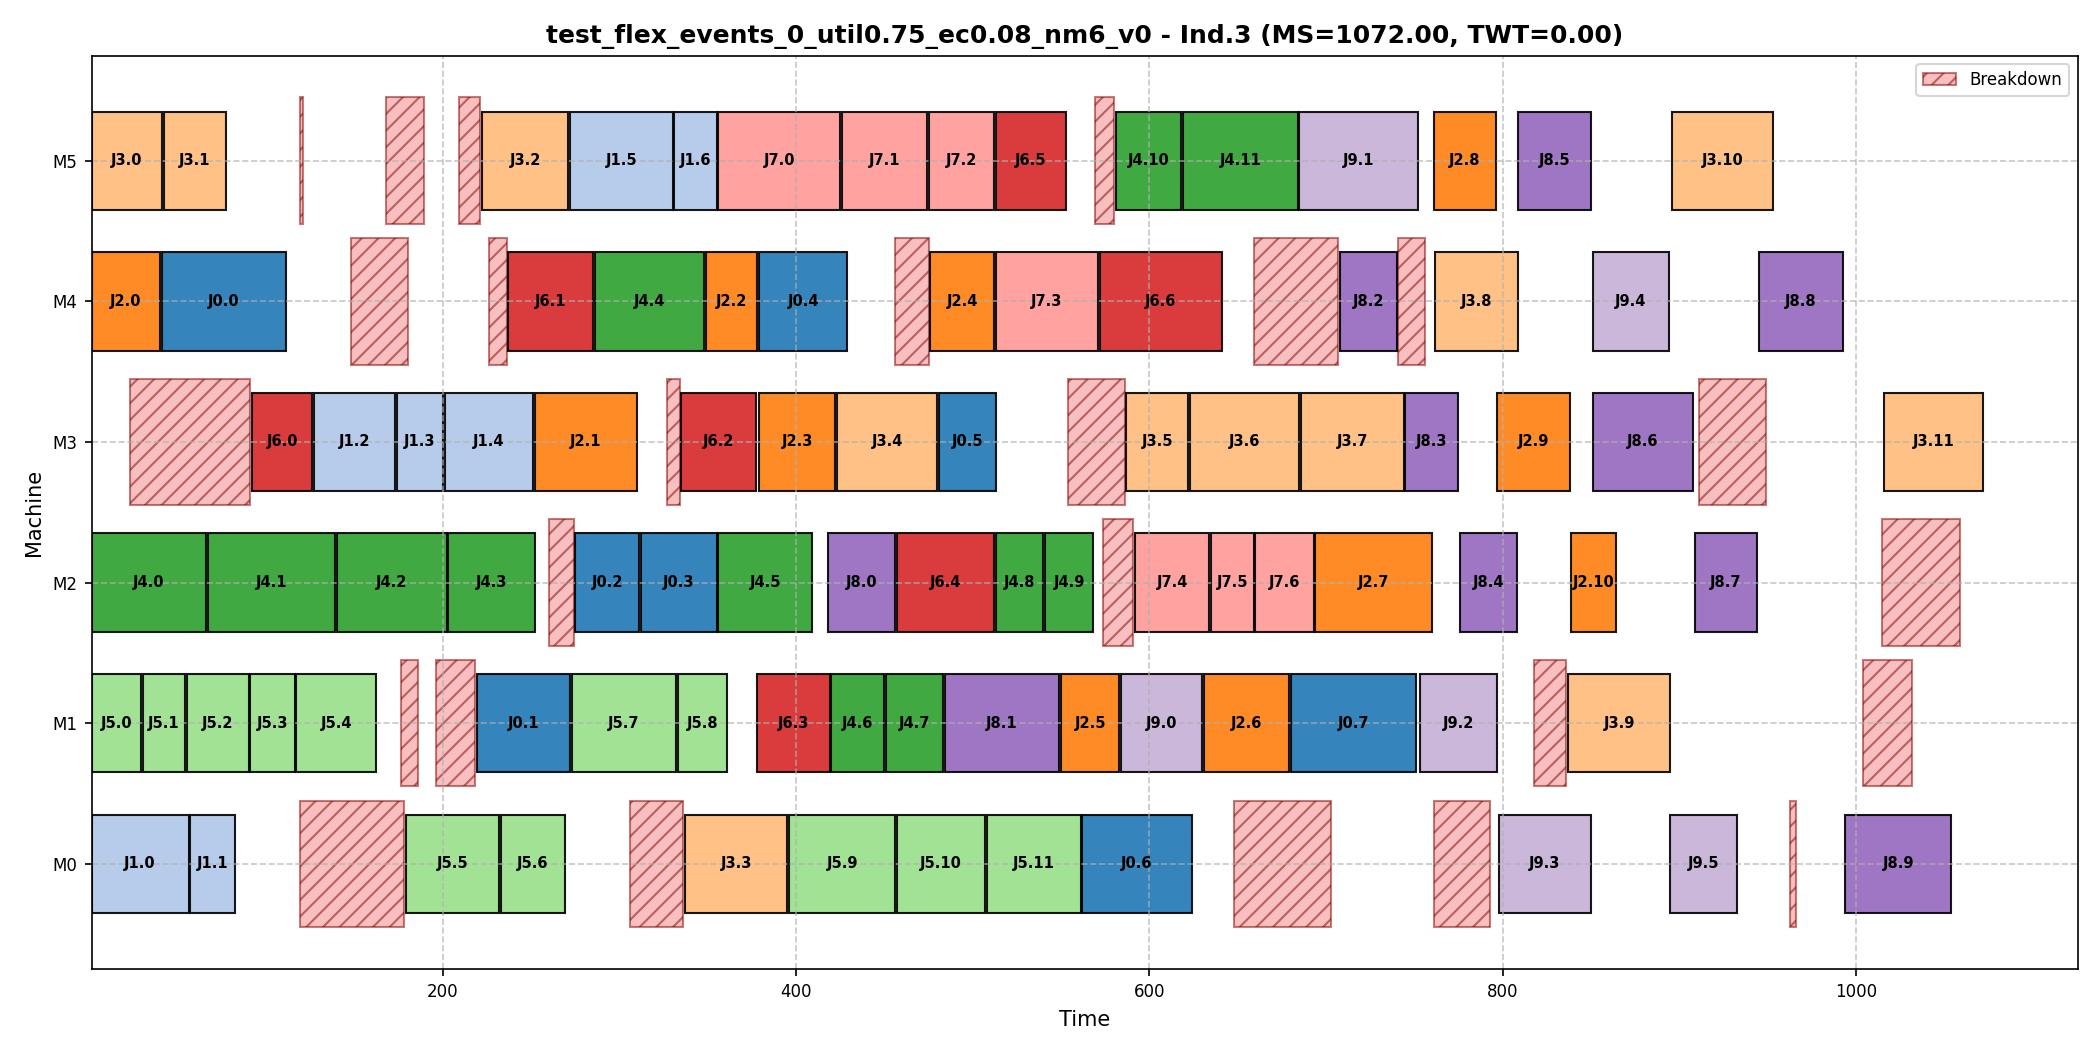 test_flex_events_0_util0.75_ec0.08_nm6_v0 - Ind.3 (MS=1072.00, TWT=0.00)
Breakdown
M5
J3.0 J3.1 J3.2 J1.5 J1.6 J7.0 J7.1 J7.2 J6.5 J4.10 J4.11 J9.1 J2.8 J8.5 J3.10
M4
J2.0 J0.0 J6.1 J4.4 J2.2 J0.4 J2.4 J7.3 J6.6 J8.2 J3.8 J9.4 J8.8
M3
J6.0 J1.2 J1.3 J1.4 J2.1 J6.2 J2.3 J3.4 J0.5 J3.5 J3.6 J3.7 J8.3 J2.9 J8.6 J3.11
M2
J4.0 J4.1 J4.2 J4.3 J0.2 J0.3 J4.5 J8.0 J6.4 J4.8 J4.9 J7.4 J7.5 J7.6 J2.7 J8.4 J2.10 J8.7
M1
J5.0 J5.1 J5.2 J5.3 J5.4 J0.1 J5.7 J5.8 J6.3 J4.6 J4.7 J8.1 J2.5 J9.0 J2.6 J0.7 J9.2 J3.9
M0
J1.0 J1.1 J5.5 J5.6 J3.3 J5.9 J5.10 J5.11 J0.6 J9.3 J9.5 J8.9
Machine
200 400 600 800 1000
Time